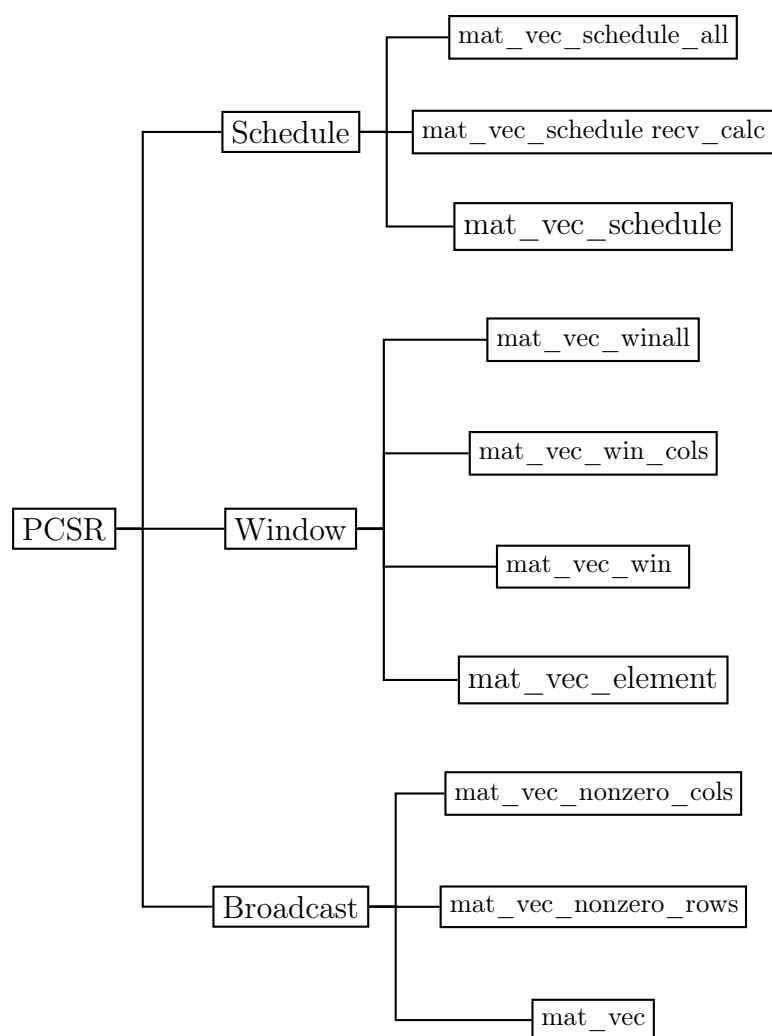 mat_vec_schedule_all
Schedule
mat_vec_schedule recv_calc
mat_vec_schedule
mat_vec_winall
mat_vec_win_cols
PCSR
Window
mat_vec_win
mat_vec_element
mat_vec_nonzero_cols
Broadcast
mat_vec_nonzero_rows
mat_vec